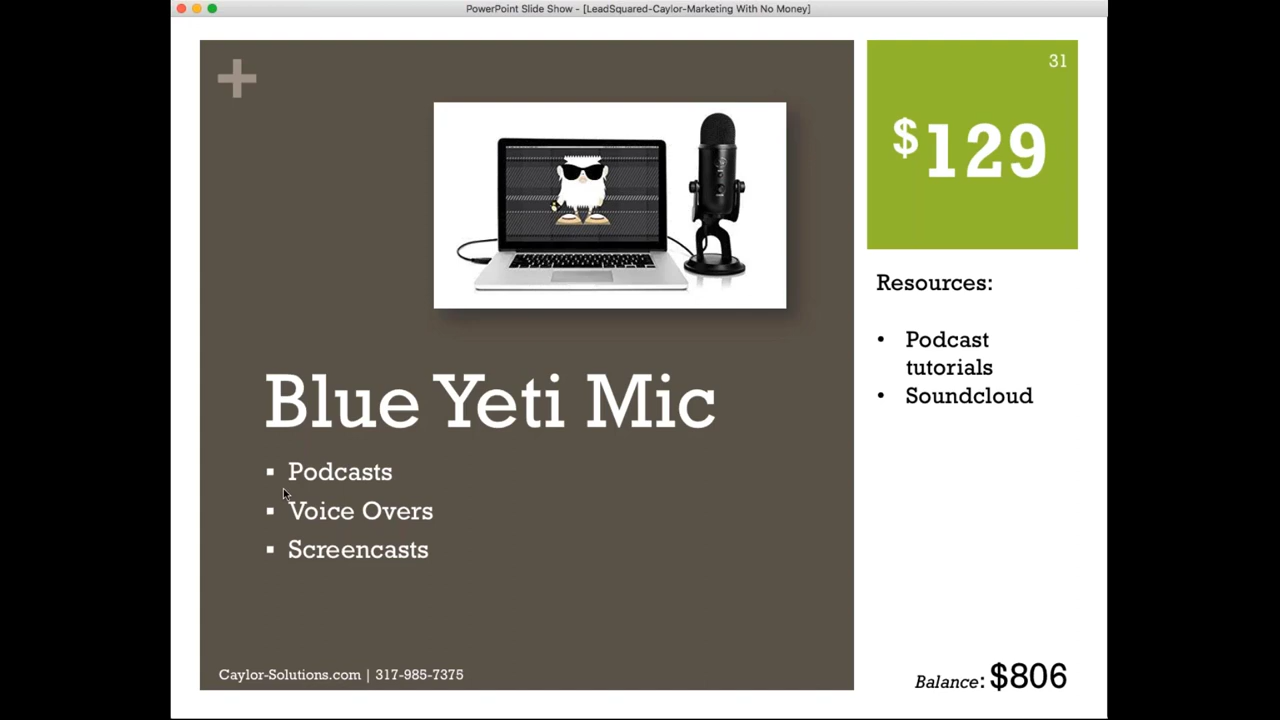 PowerPoint Slide Show - [LeadSquared-Caylor-Marketing With No Money]
31
$129
Resources:
• Podcast
tutorials
• Soundcloud
Blue Yeti Mic
▪ Podcasts
▪ Voice Overs
▪ Screencasts
Caylor-Solutions.com | 317-985-7375
Balance: $806